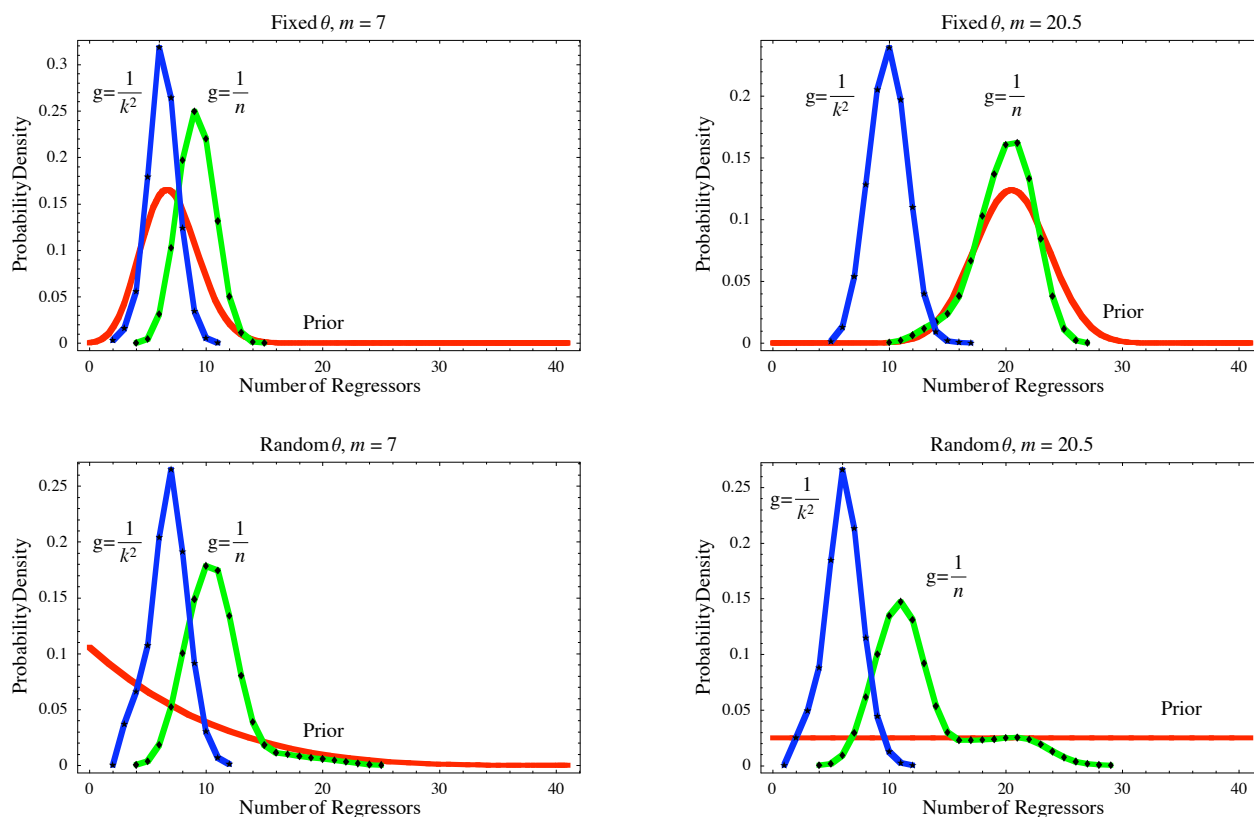 Fixed θ, m = 7
Probability Density
0.3
0.25
0.2
0.15
0.1
0.05
0
g=1/k²
g=1/n
Prior
0 10 20 30 40
Number of Regressors
Fixed θ, m = 20.5
Probability Density
0.2
0.15
0.1
0.05
0
g=1/k²
g=1/n
Prior
0 10 20 30 40
Number of Regressors
Random θ, m = 7
Probability Density
0.25
0.2
0.15
0.1
0.05
0
g=1/k²
g=1/n
Prior
0 10 20 30 40
Number of Regressors
Random θ, m = 20.5
Probability Density
0.25
0.2
0.15
0.1
0.05
0
g=1/k²
g=1/n
Prior
0 10 20 30 40
Number of Regressors